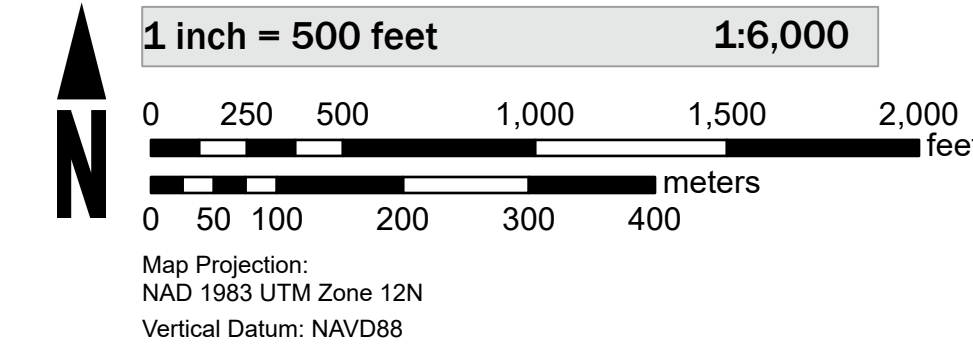 1 inch = 500 feet 1:6,000
0 250 500 1,000 1,500 2,000
feet
N
meters
0 50 100 200 300 400
Map Projection:
NAD 1983 UTM Zone 12N
Vertical Datum: NAVD88